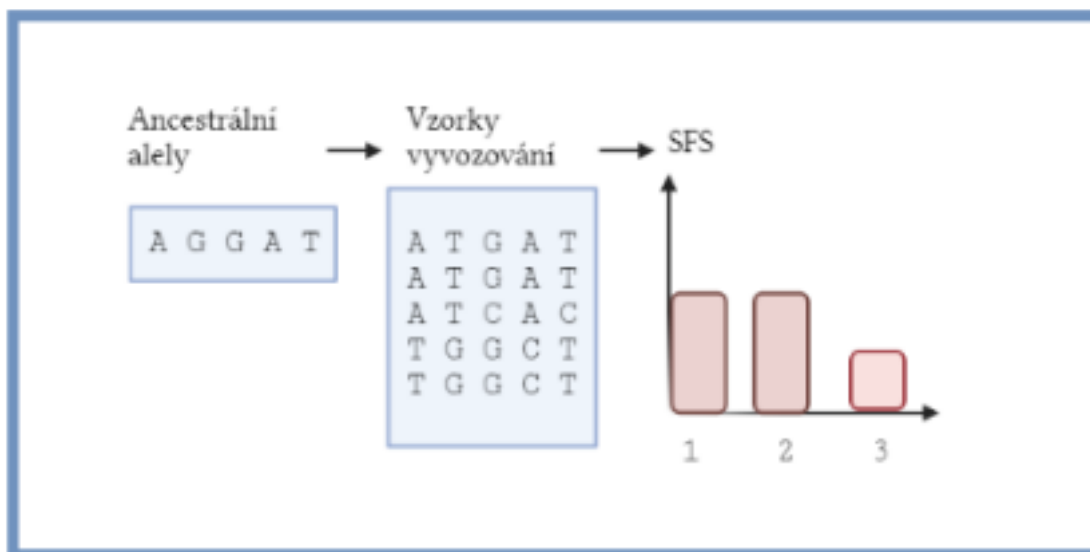 Ancestrální
alely
Vzorky
vyvozování
SFS
A G G A T
A T G A T
A T G A T
A T C A C
T G G C T
T G G C T
1 2 3